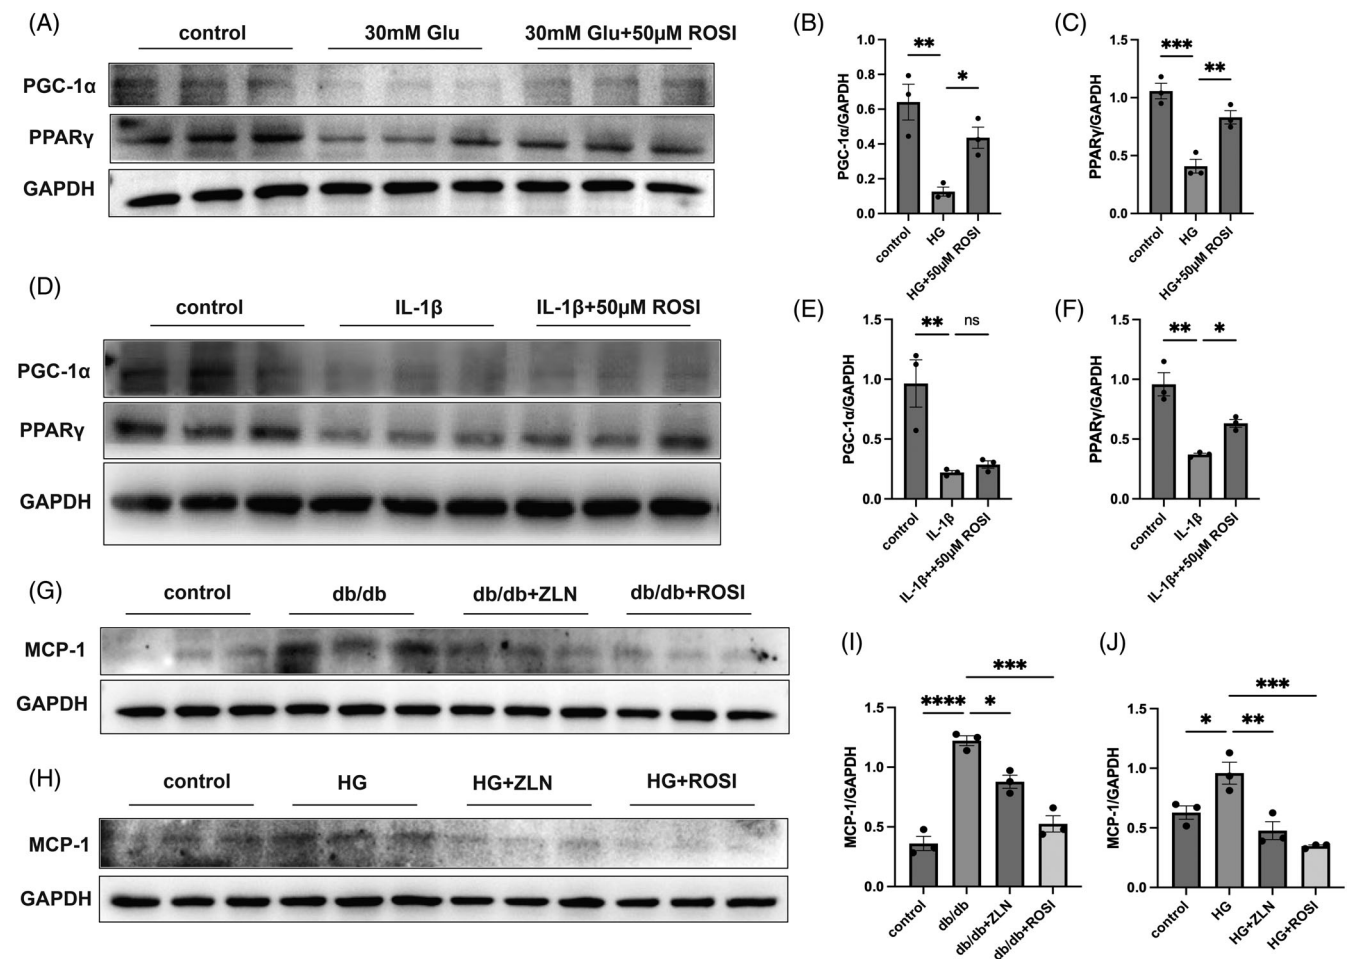 (A)
control
30mM Glu
30mM Glu+50μM ROSI
PGC-1α
PPARγ
GAPDH
(B)
PGC-1α/GAPDH
1.0
0.8
0.6
0.4
0.2
0.0
**
*
control
HG
HG+50μM ROSI
(C)
PPARγ/GAPDH
1.5
1.0
0.5
0.0
***
**
control
HG
HG+50μM ROSI
(D)
control
IL-1β
IL-1β+50μM ROSI
PGC-1α
PPARγ
GAPDH
(E)
PGC-1α/GAPDH
1.5
1.0
0.5
0.0
**
ns
control
IL-1β
IL-1β++50μM ROSI
(F)
PPARγ/GAPDH
1.5
1.0
0.5
0.0
**
*
control
IL-1β
IL-1β++50μM ROSI
(G)
control
db/db
db/db+ZLN
db/db+ROSI
MCP-1
GAPDH
(H)
control
HG
HG+ZLN
HG+ROSI
MCP-1
GAPDH
(I)
MCP-1/GAPDH
1.5
1.0
0.5
0.0
***
****
*
control
db/db
db/db+ZLN
db/db+ROSI
(J)
MCP-1/GAPDH
1.5
1.0
0.5
0.0
***
*
**
control
HG
HG+ZLN
HG+ROSI